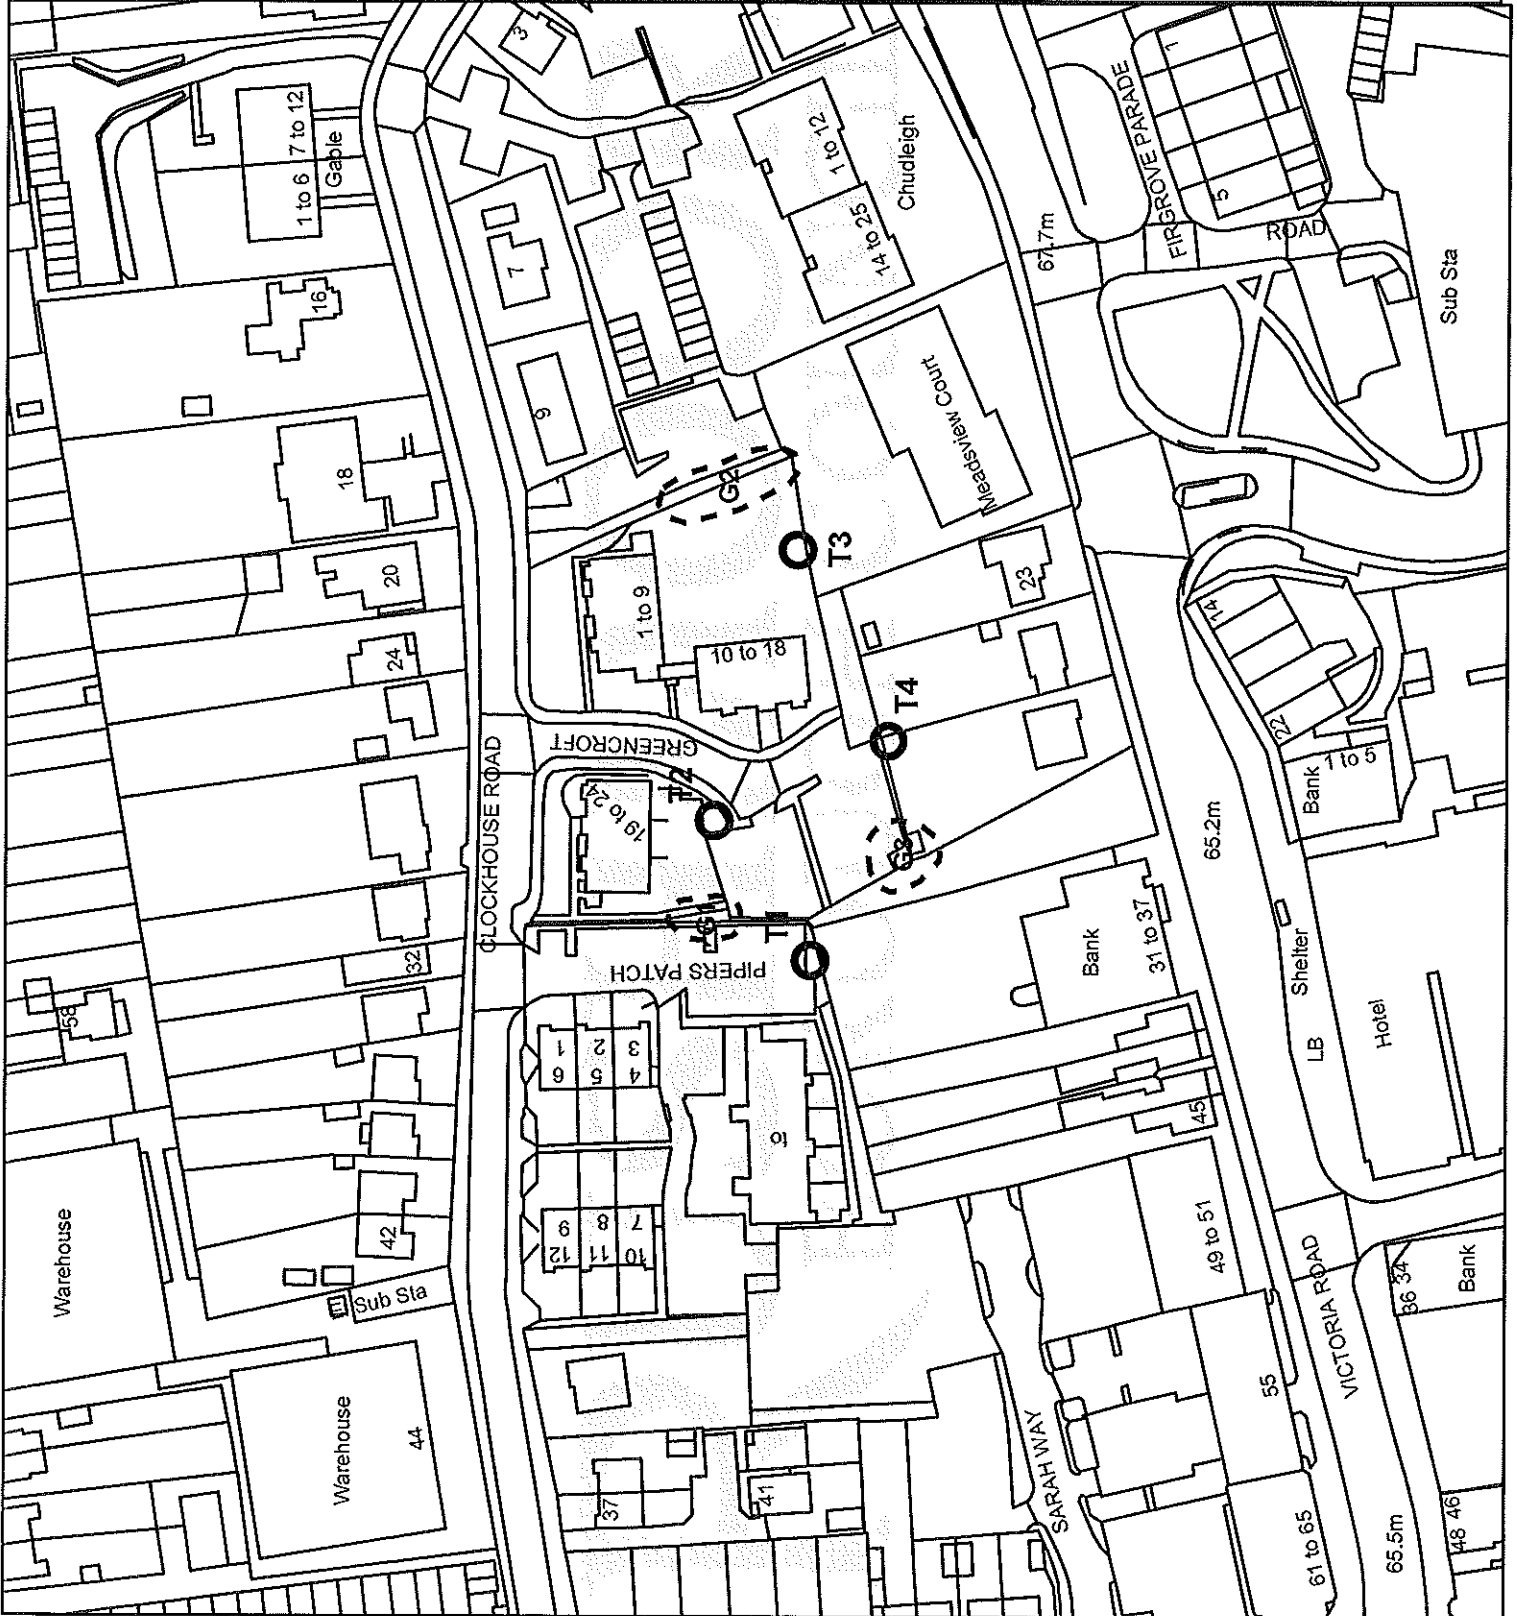 3
1
7 to 12
1 to 6
Gable
1 to 12
Chudleigh
14 to 25
FIRGROVE PARADE
5
ROAD
67.7m
Sub Sta
7
16
9
Meadsview Court
18
G2
T3
20
1 to 9
23
24
10 to 18
14
T4
GREENCROFT
CLOCKHOUSE ROAD
T2
22
1 to 5
Bank
19 to 24
65.2m
G3
G1
T1
32
PIPERS PATCH
Bank
31 to 37
Shelter
58
LB
Hotel
1
2
3
6
5
4
45
to
Warehouse
42
9
8
7
12
11
10
49 to 51
Sub Sta
VICTORIA ROAD
36
34
Bank
Warehouse
44
55
SARAH WAY
37
41
61 to 65
65.5m
48
46